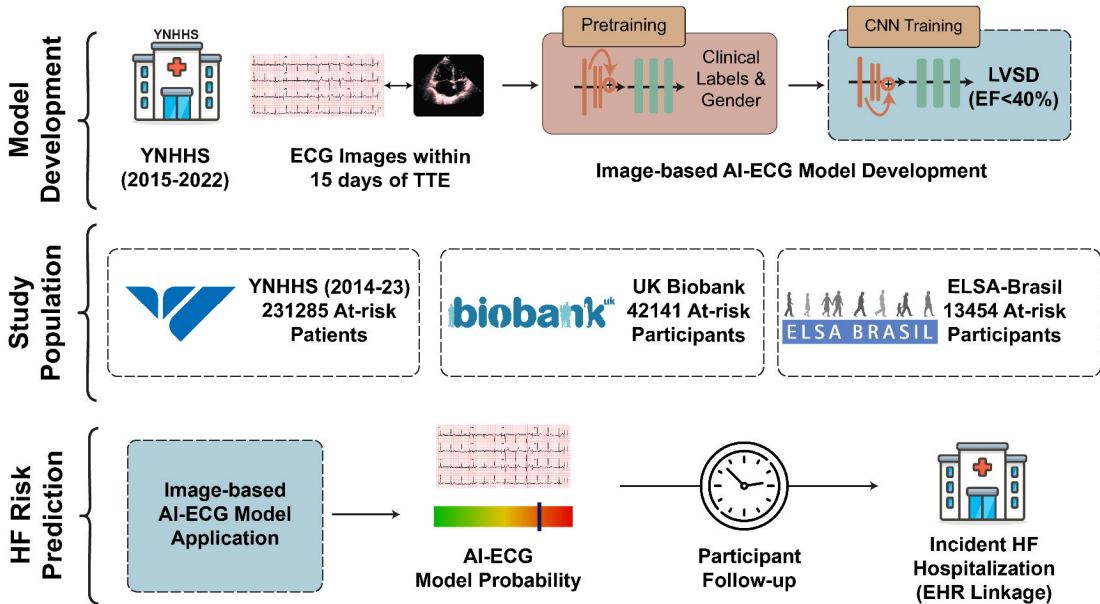 Model
Development
YNHHS
YNHHS
(2015-2022)
ECG Images within
15 days of TTE
Pretraining
Clinical
Labels &
Gender
CNN Training
LVSD
(EF<40%)
Image-based AI-ECG Model Development
Study
Population
YNHHS (2014-23)
231285 At-risk
Patients
biobank uk
UK Biobank
42141 At-risk
Participants
ELSA BRASIL
ELSA-Brasil
13454 At-risk
Participants
HF Risk
Prediction
Image-based
AI-ECG Model
Application
AI-ECG
Model Probability
Participant
Follow-up
Incident HF
Hospitalization
(EHR Linkage)